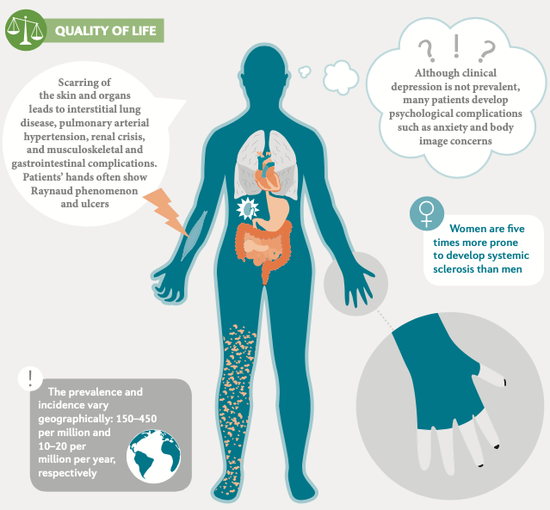 QUALITY OF LIFE
Scarring of
the skin and organs
leads to interstitial lung
disease, pulmonary arterial
hypertension, renal crisis,
and musculoskeletal and
gastrointestinal complications.
Patients' hands often show
Raynaud phenomenon
and ulcers
? ! ?
Although clinical
depression is not prevalent,
many patients develop
psychological complications
such as anxiety and body
image concerns
Women are five
times more prone
to develop systemic
sclerosis than men
!
The prevalence and
incidence vary
geographically: 150–450
per million and
10–20 per
million per year,
respectively